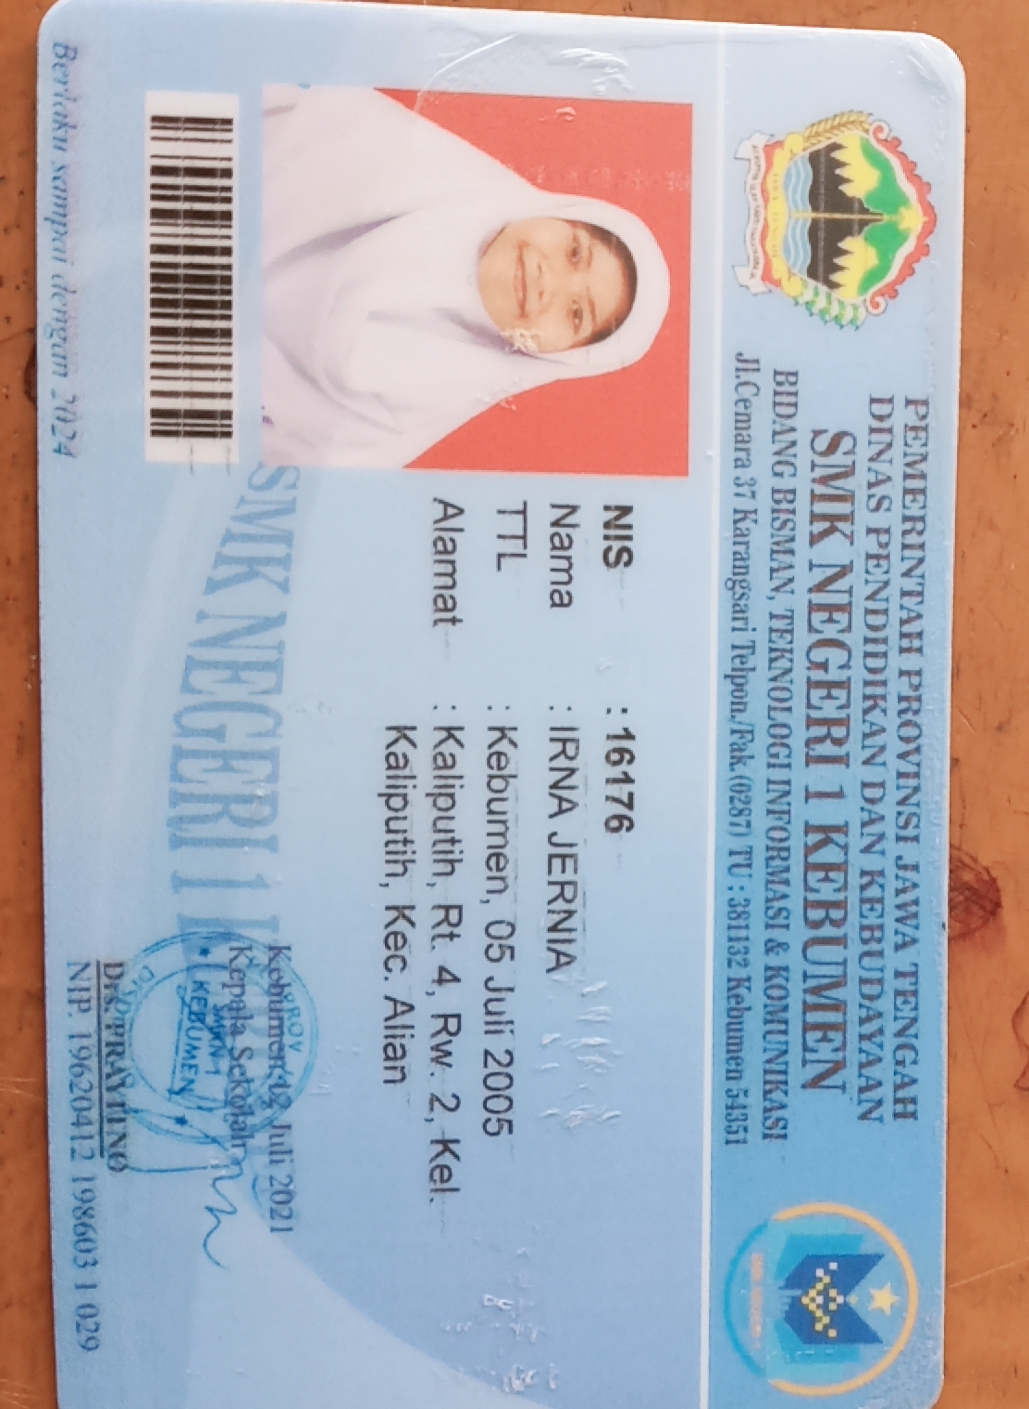 PEMERINTAH PROVINSI JAWA TENGAH
DINAS PENDIDIKAN DAN KEBUDAYAAN
SMK NEGERI 1 KEBUMEN
BIDANG BISMAN, TEKNOLOGI INFORMASI & KOMUNIKASI
Jl.Cemara 37 Karangsari Telpon./Fak.(0287) TU : 381132 Kebumen 54351
NIS : 16176
Nama : IRNA JERNIA
TTL : Kebumen, 05 Juli 2005
Alamat : Kaliputih, Rt. 4, Rw. 2, Kel.
Kaliputih, Kec. Alian
SMK NEGERI 1
Kebumen, Juli 2021
Kepala Sekolah
KEBUMEN
Drs. PRAYITNO
NIP. 19620412 198603 1 029
Berlaku sampai dengan 2024